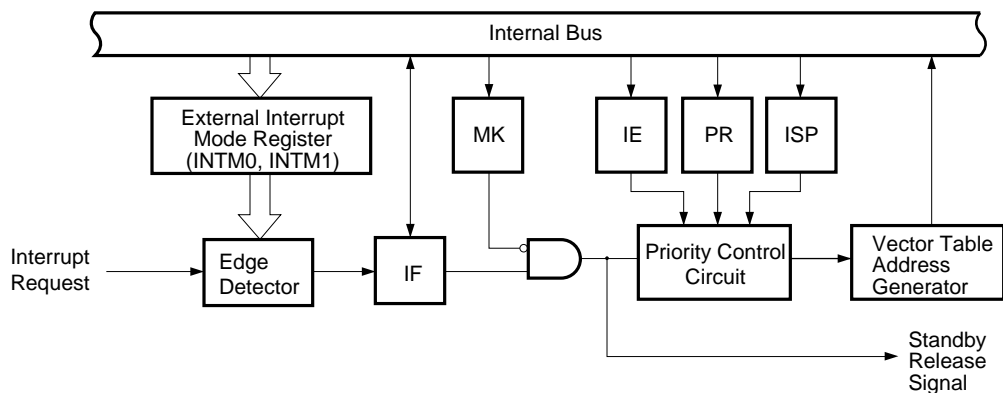 Internal Bus
External Interrupt
Mode Register
(INTM0, INTM1)
MK
IE
PR
ISP
Interrupt
Request
Edge
Detector
IF
Priority Control
Circuit
Vector Table
Address
Generator
Standby
Release
Signal